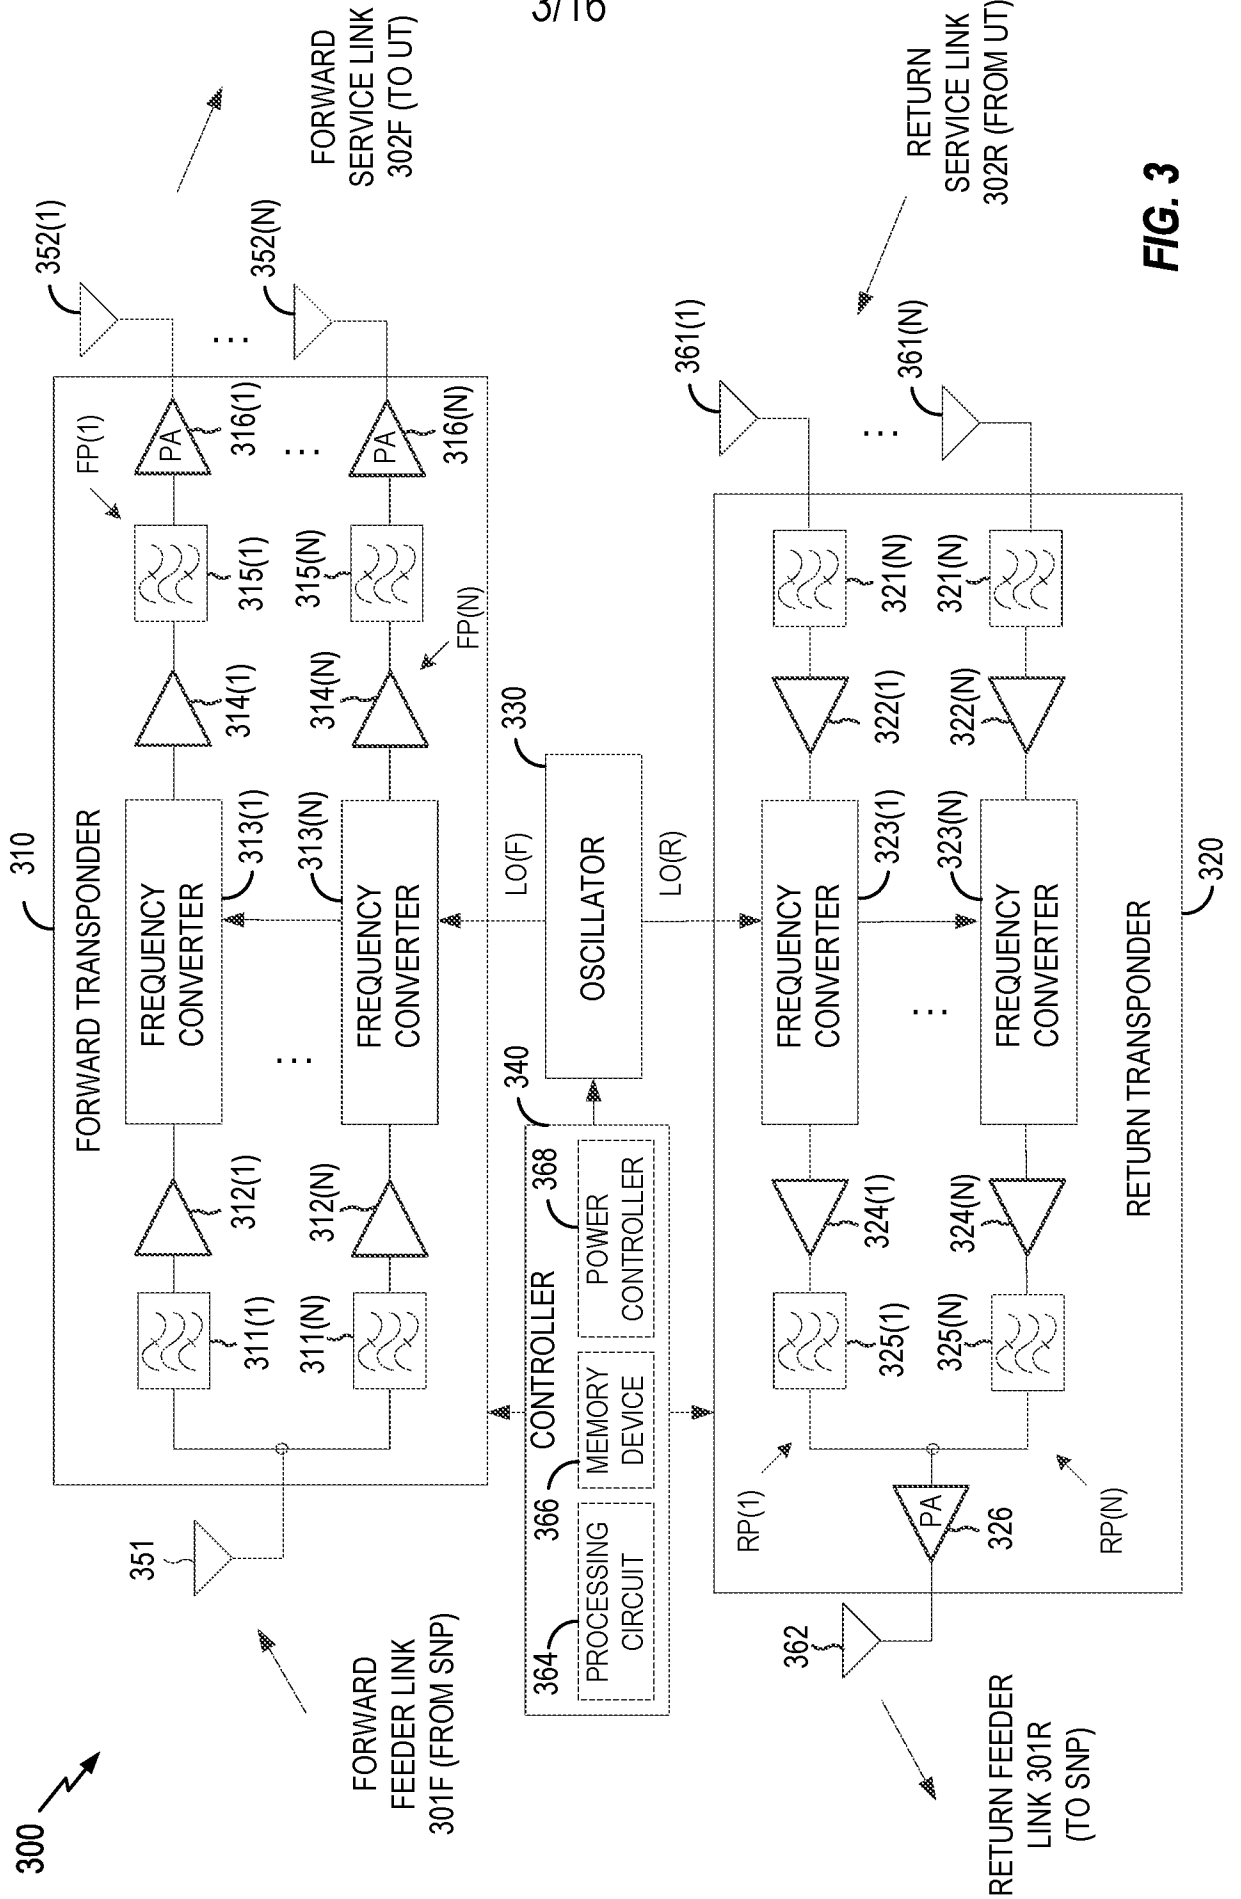 3/16
300
310
FORWARD TRANSPONDER
351
FORWARD
FEEDER LINK
301F (FROM SNP)
311(1)
312(1)
FREQUENCY
CONVERTER
313(1)
314(1)
315(1)
FP(1)
PA
316(1)
352(1)
...
311(N)
312(N)
...
FREQUENCY
CONVERTER
313(N)
314(N)
315(N)
FP(N)
...
PA
316(N)
352(N)
FORWARD
SERVICE LINK
302F (TO UT)
CONTROLLER
340
364
PROCESSING
CIRCUIT
366
MEMORY
DEVICE
368
POWER
CONTROLLER
LO(F)
OSCILLATOR
330
LO(R)
362
RETURN FEEDER
LINK 301R
(TO SNP)
PA
326
RP(1)
325(1)
324(1)
FREQUENCY
CONVERTER
323(1)
322(1)
321(N)
361(1)
...
RP(N)
325(N)
324(N)
...
FREQUENCY
CONVERTER
323(N)
322(N)
321(N)
361(N)
RETURN TRANSPONDER
320
RETURN
SERVICE LINK
302R (FROM UT)
FIG. 3